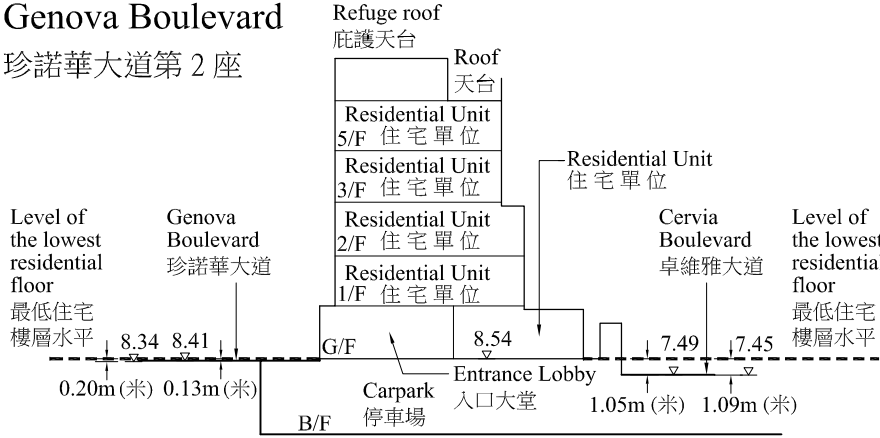 Genova Boulevard
珍諾華大道第2座
Refuge roof
庇護天台
Roof
天台
Residential Unit
5/F 住宅單位
Residential Unit
3/F 住宅單位
Residential Unit
2/F 住宅單位
Residential Unit
1/F 住宅單位
Residential Unit
住宅單位
Level of
the lowest
residential
floor
最低住宅
樓層水平
Genova
Boulevard
珍諾華大道
Cervia
Boulevard
卓維雅大道
Level of
the lowest
residential
floor
最低住宅
樓層水平
8.34
8.41
G/F
8.54
7.49
7.45
0.20m (米)
0.13m (米)
Carpark
停車場
Entrance Lobby
入口大堂
1.05m (米)
1.09m (米)
B/F